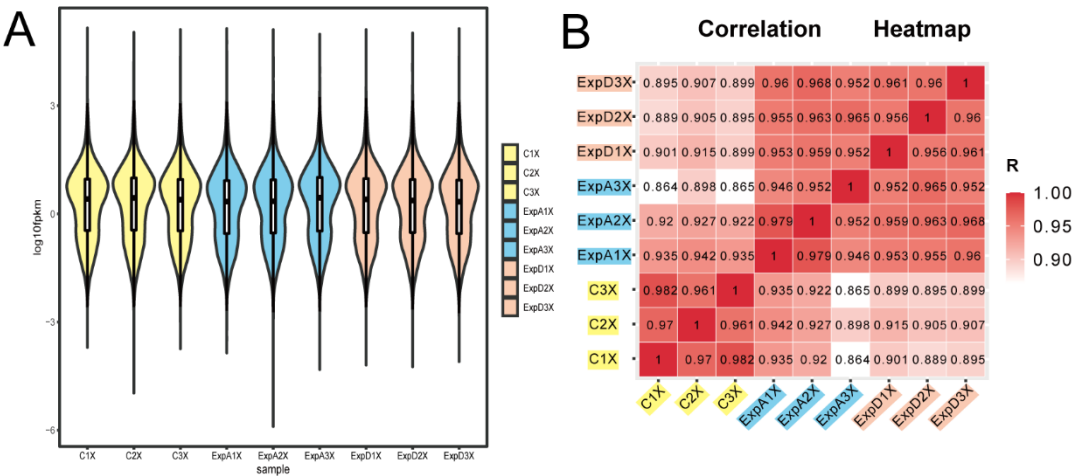 A
log10fpkm
3
0
−3
−6
C1X C2X C3X ExpA1X ExpA2X ExpA3X ExpD1X ExpD2X ExpD3X
sample
C1X
C2X
C3X
ExpA1X
ExpA2X
ExpA3X
ExpD1X
ExpD2X
ExpD3X
B
Correlation Heatmap
ExpD3X 0.895 0.907 0.899 0.96 0.968 0.952 0.961 0.96 1
ExpD2X 0.889 0.905 0.895 0.955 0.963 0.965 0.956 1 0.96
ExpD1X 0.901 0.915 0.899 0.953 0.959 0.952 1 0.956 0.961
ExpA3X 0.864 0.898 0.865 0.946 0.952 1 0.952 0.965 0.952
ExpA2X 0.92 0.927 0.922 0.979 1 0.952 0.959 0.963 0.968
ExpA1X 0.935 0.942 0.935 1 0.979 0.946 0.953 0.955 0.96
C3X 0.982 0.961 1 0.935 0.922 0.865 0.899 0.895 0.899
C2X 0.97 1 0.961 0.942 0.927 0.898 0.915 0.905 0.907
C1X 1 0.97 0.982 0.935 0.92 0.864 0.901 0.889 0.895
C1X C2X C3X ExpA1X ExpA2X ExpA3X ExpD1X ExpD2X ExpD3X
R
1.00
0.95
0.90